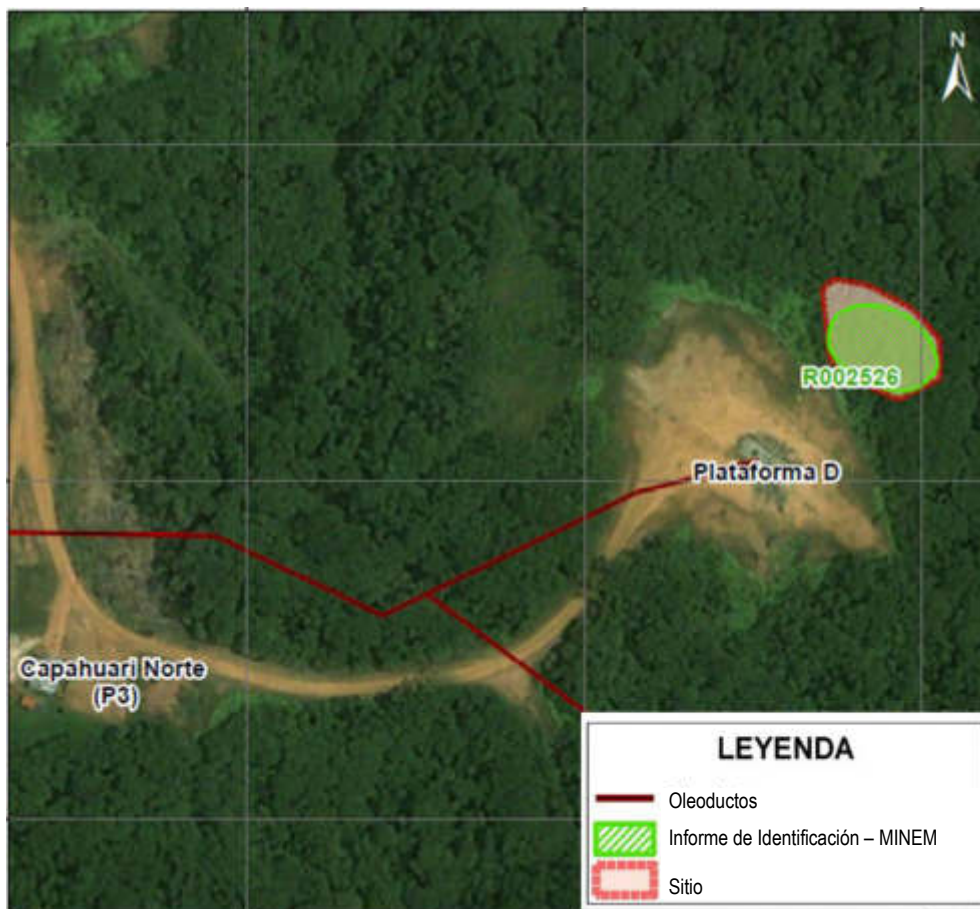 N
R002526
Plataforma D
Capahuari Norte
(P3)
LEYENDA
Oleoductos
Informe de Identificación – MINEM
Sitio